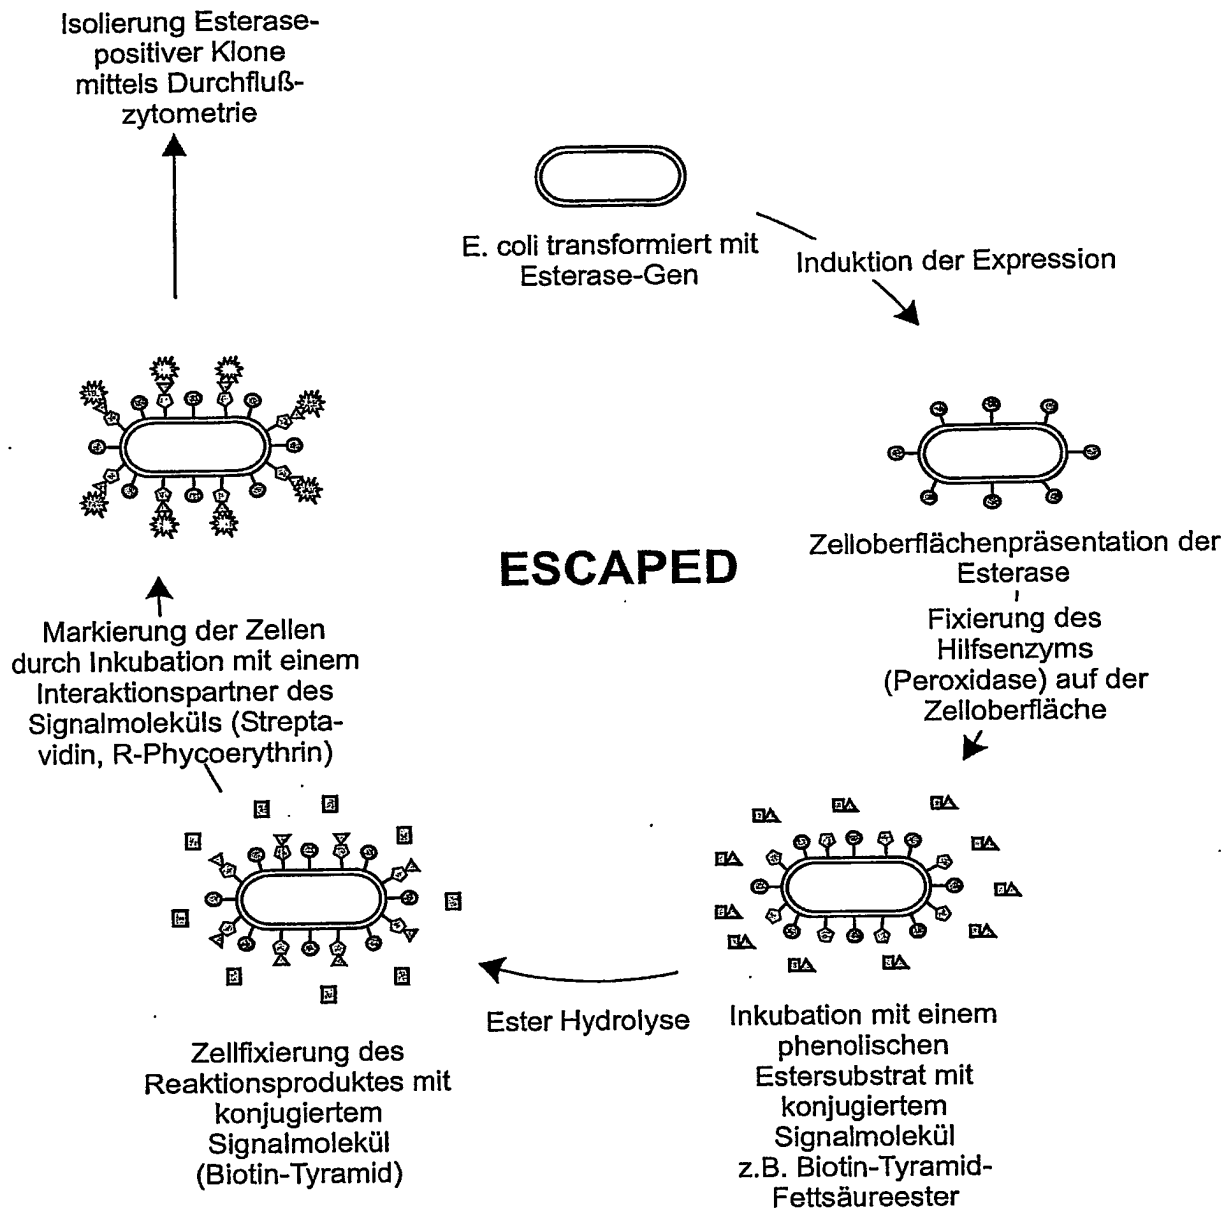 Isolierung Esterase-
positiver Klone
mittels Durchfluß-
zytometrie
E. coli transformiert mit
Esterase-Gen
Induktion der Expression
Zelloberflächenpräsentation der
Esterase
Fixierung des
Hilfsenzyms
(Peroxidase) auf der
Zelloberfläche
ESCAPED
Markierung der Zellen
durch Inkubation mit einem
Interaktionspartner des
Signalmoleküls (Strepta-
vidin, R-Phycoerythrin)
Ester Hydrolyse
Inkubation mit einem
phenolischen
Estersubstrat mit
konjugiertem
Signalmolekül
z.B. Biotin-Tyramid-
Fettsäureester
Zellfixierung des
Reaktionsproduktes mit
konjugiertem
Signalmolekül
(Biotin-Tyramid)